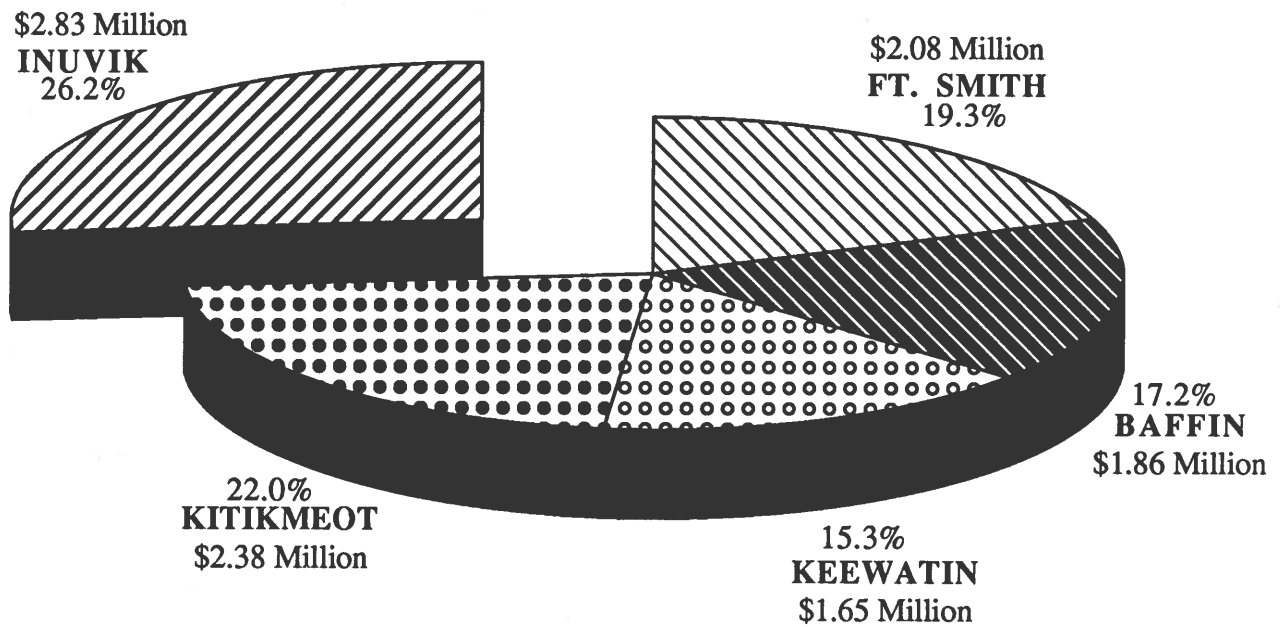 $2.83 Million
INUVIK
26.2%
$2.08 Million
FT. SMITH
19.3%
17.2%
BAFFIN
$1.86 Million
22.0%
KITIKMEOT
$2.38 Million
15.3%
KEEWATIN
$1.65 Million